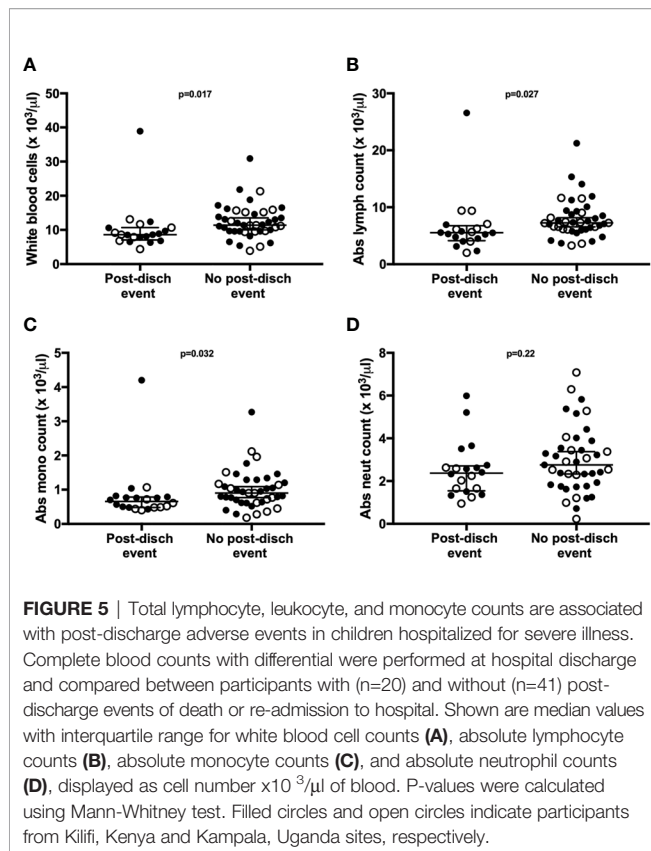 A
p=0.017
White blood cells (x 10³/µl)
50
40
30
20
10
0
Post-disch
event
No post-disch
event
B
p=0.027
Abs lymph count (x 10³/µl)
30
20
10
0
Post-disch
event
No post-disch
event
C
p=0.032
Abs mono count (x 10³/µl)
5
4
3
2
1
0
Post-disch
event
No post-disch
event
D
p=0.22
Abs neut count (x 10³/µl)
8
6
4
2
0
Post-disch
event
No post-disch
event
FIGURE 5 | Total lymphocyte, leukocyte, and monocyte counts are associated
with post-discharge adverse events in children hospitalized for severe illness.
Complete blood counts with differential were performed at hospital discharge
and compared between participants with (n=20) and without (n=41) post-
discharge events of death or re-admission to hospital. Shown are median values
with interquartile range for white blood cell counts (A), absolute lymphocyte
counts (B), absolute monocyte counts (C), and absolute neutrophil counts
(D), displayed as cell number x10 ³/µl of blood. P-values were calculated
using Mann-Whitney test. Filled circles and open circles indicate participants
from Kilifi, Kenya and Kampala, Uganda sites, respectively.